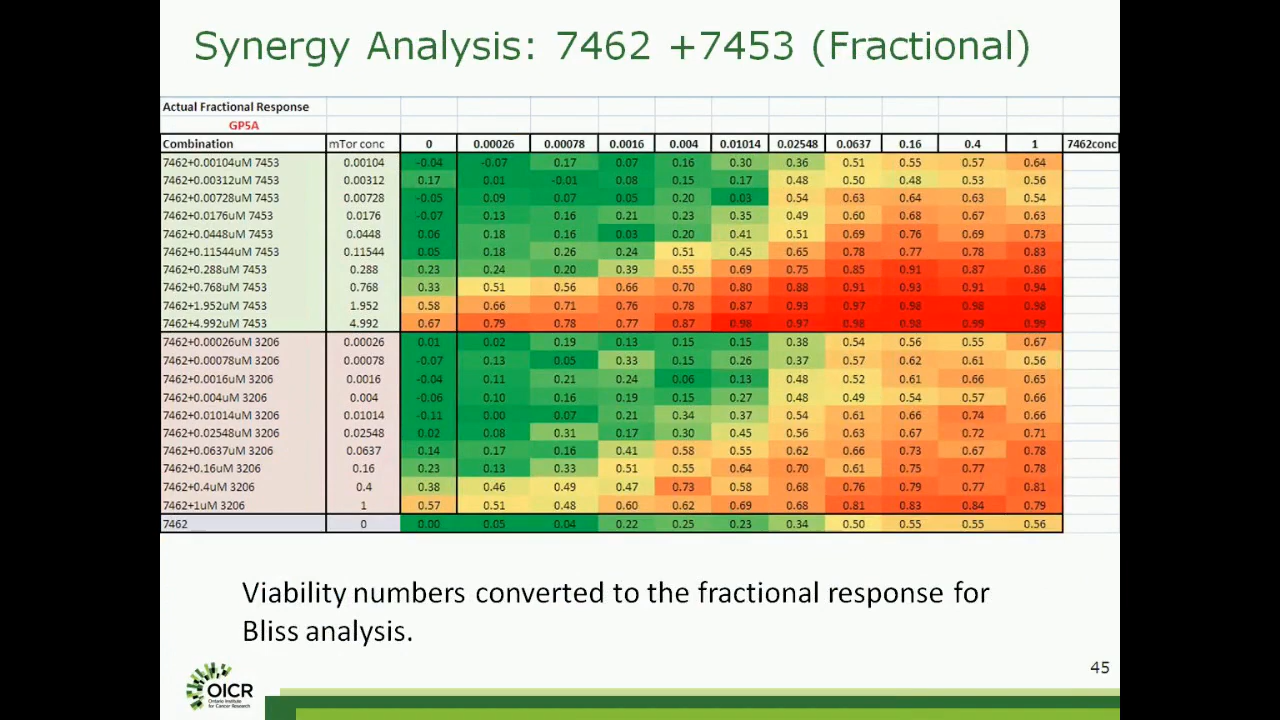 Synergy Analysis: 7462 +7453 (Fractional)
Actual Fractional Response
GP5A
Combination mTor conc 0 0.00026 0.00078 0.0016 0.004 0.01014 0.02548 0.0637 0.16 0.4 1 7462conc
7462+0.00104uM 7453 0.00104 -0.04 -0.07 0.17 0.07 0.16 0.30 0.36 0.51 0.55 0.57 0.64
7462+0.00312uM 7453 0.00312 0.17 0.01 -0.01 0.08 0.15 0.17 0.48 0.50 0.48 0.53 0.56
7462+0.00728uM 7453 0.00728 -0.05 0.09 0.07 0.05 0.20 0.03 0.54 0.63 0.64 0.63 0.54
7462+0.0176uM 7453 0.0176 -0.07 0.13 0.16 0.21 0.23 0.35 0.49 0.60 0.68 0.67 0.63
7462+0.0448uM 7453 0.0448 0.06 0.18 0.16 0.03 0.20 0.41 0.51 0.69 0.76 0.69 0.73
7462+0.11544uM 7453 0.11544 0.05 0.18 0.26 0.24 0.51 0.45 0.65 0.78 0.77 0.78 0.83
7462+0.288uM 7453 0.288 0.23 0.24 0.20 0.39 0.55 0.69 0.75 0.85 0.91 0.87 0.86
7462+0.768uM 7453 0.768 0.33 0.51 0.56 0.66 0.70 0.80 0.88 0.91 0.93 0.91 0.94
7462+1.952uM 7453 1.952 0.58 0.66 0.71 0.76 0.78 0.87 0.93 0.97 0.98 0.98 0.98
7462+4.992uM 7453 4.992 0.67 0.79 0.78 0.77 0.87 0.98 0.97 0.98 0.98 0.99 0.99
7462+0.00026uM 3206 0.00026 0.01 0.02 0.19 0.13 0.15 0.15 0.38 0.54 0.56 0.55 0.67
7462+0.00078uM 3206 0.00078 -0.07 0.13 0.05 0.33 0.15 0.26 0.37 0.57 0.62 0.61 0.56
7462+0.0016uM 3206 0.0016 -0.04 0.11 0.21 0.24 0.06 0.13 0.48 0.52 0.61 0.66 0.65
7462+0.004uM 3206 0.004 -0.06 0.10 0.16 0.19 0.15 0.27 0.48 0.49 0.54 0.57 0.66
7462+0.01014uM 3206 0.01014 -0.11 0.00 0.07 0.21 0.34 0.37 0.54 0.61 0.66 0.74 0.66
7462+0.02548uM 3206 0.02548 0.02 0.08 0.31 0.17 0.30 0.45 0.56 0.63 0.67 0.72 0.71
7462+0.0637uM 3206 0.0637 0.14 0.17 0.16 0.41 0.58 0.55 0.62 0.66 0.73 0.67 0.78
7462+0.16uM 3206 0.16 0.23 0.13 0.33 0.51 0.55 0.64 0.70 0.61 0.75 0.77 0.78
7462+0.4uM 3206 0.4 0.38 0.46 0.49 0.47 0.73 0.58 0.68 0.76 0.79 0.77 0.81
7462+1uM 3206 1 0.57 0.51 0.48 0.60 0.62 0.69 0.68 0.81 0.83 0.84 0.79
7462 0 0.00 0.05 0.04 0.22 0.25 0.23 0.34 0.50 0.55 0.55 0.56
Viability numbers converted to the fractional response for
Bliss analysis.
45
OICR
Ontario Institute
for Cancer Research